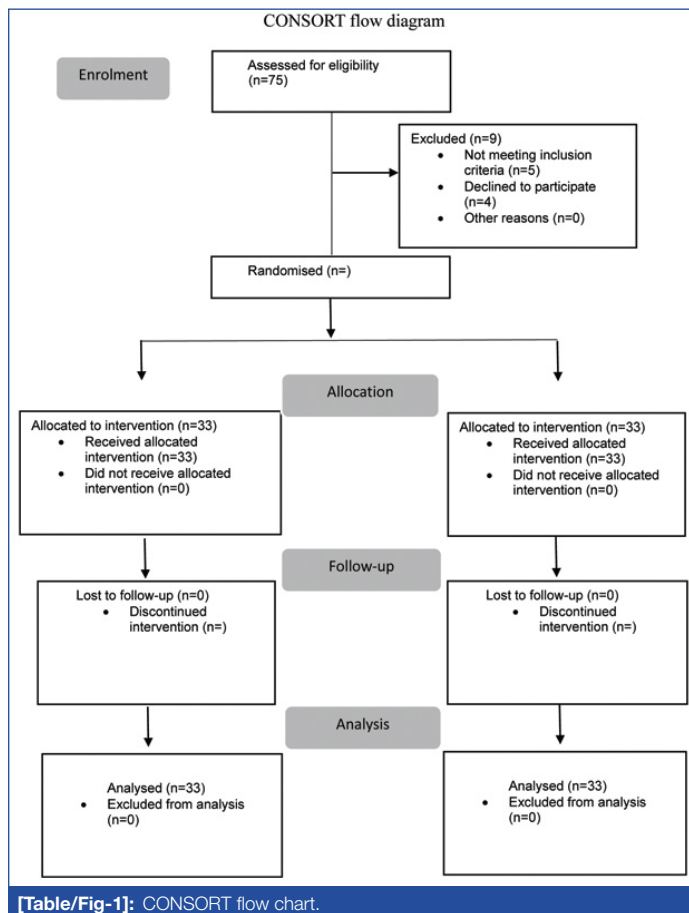 CONSORT flow diagram
Enrolment
Assessed for eligibility
(n=75)
Excluded (n=9)
• Not meeting inclusion
criteria (n=5)
• Declined to participate
(n=4)
• Other reasons (n=0)
Randomised (n=)
Allocation
Allocated to intervention (n=33)
• Received allocated
intervention (n=33)
• Did not receive allocated
intervention (n=0)
Allocated to intervention (n=33)
• Received allocated
intervention (n=33)
• Did not receive allocated
intervention (n=0)
Follow-up
Lost to follow-up (n=0)
• Discontinued
intervention (n=)
Lost to follow-up (n=0)
• Discontinued
intervention (n=)
Analysis
Analysed (n=33)
• Excluded from analysis
(n=0)
Analysed (n=33)
• Excluded from analysis
(n=0)
[Table/Fig-1]: CONSORT flow chart.